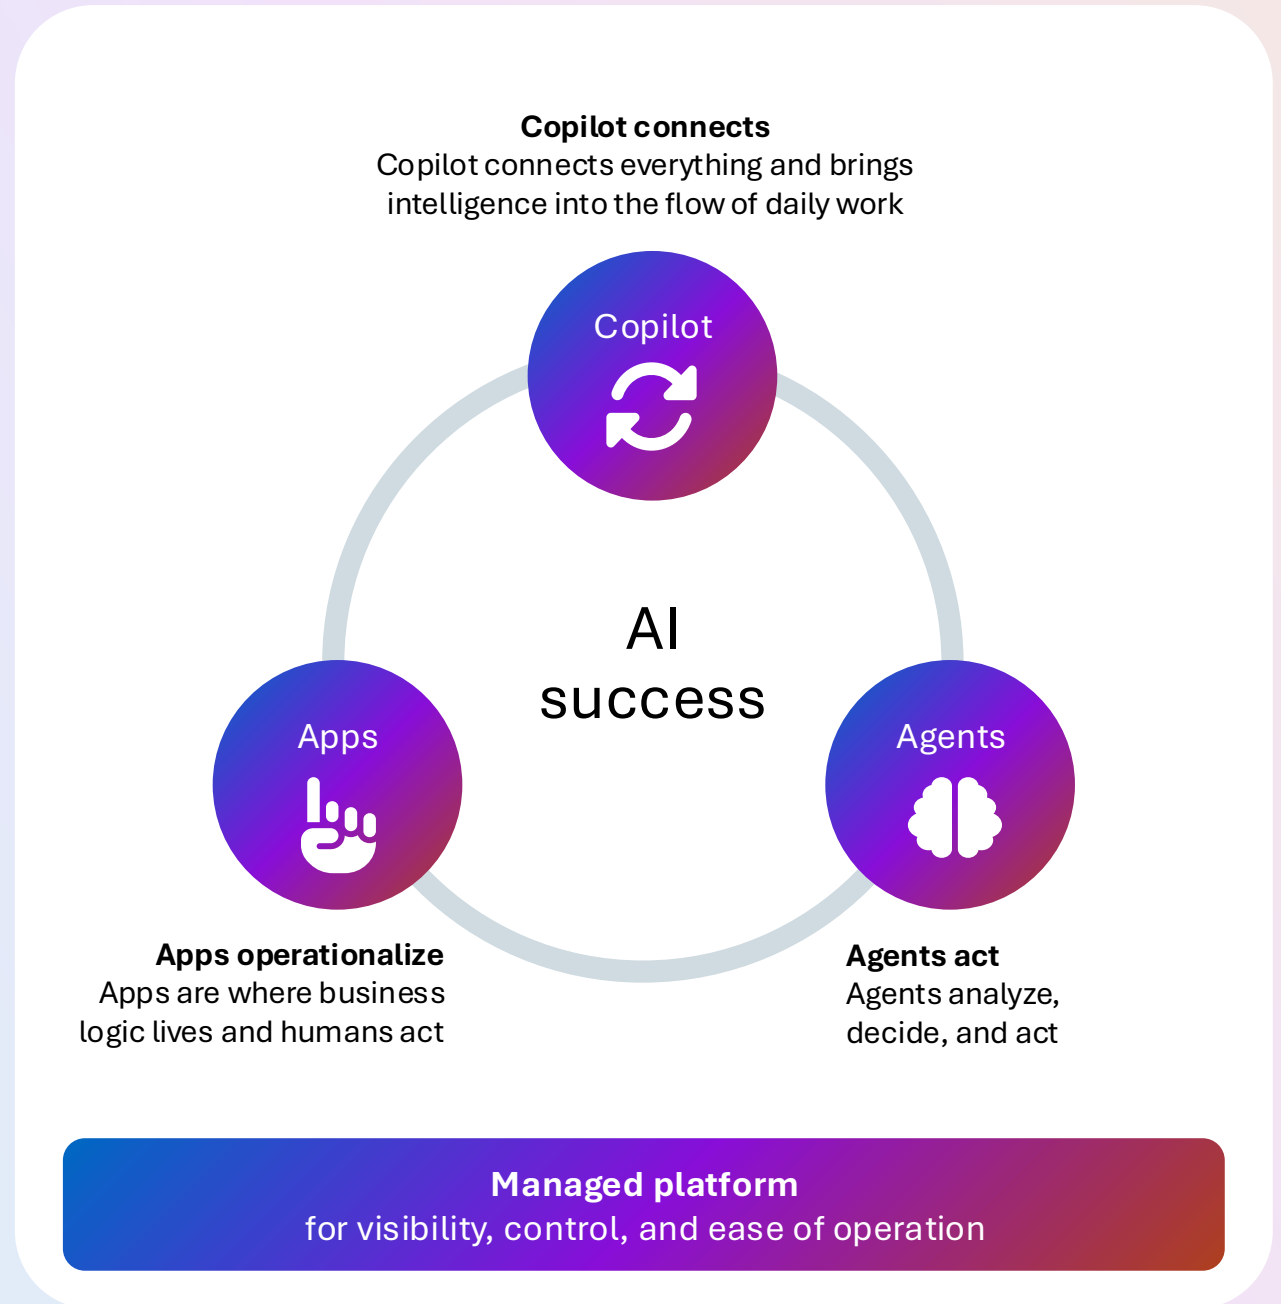 Copilot connects
Copilot connects everything and brings
intelligence into the flow of daily work
Copilot
AI
success
Apps
Agents
Apps operationalize
Apps are where business
logic lives and humans act
Agents act
Agents analyze,
decide, and act
Managed platform
for visibility, control, and ease of operation